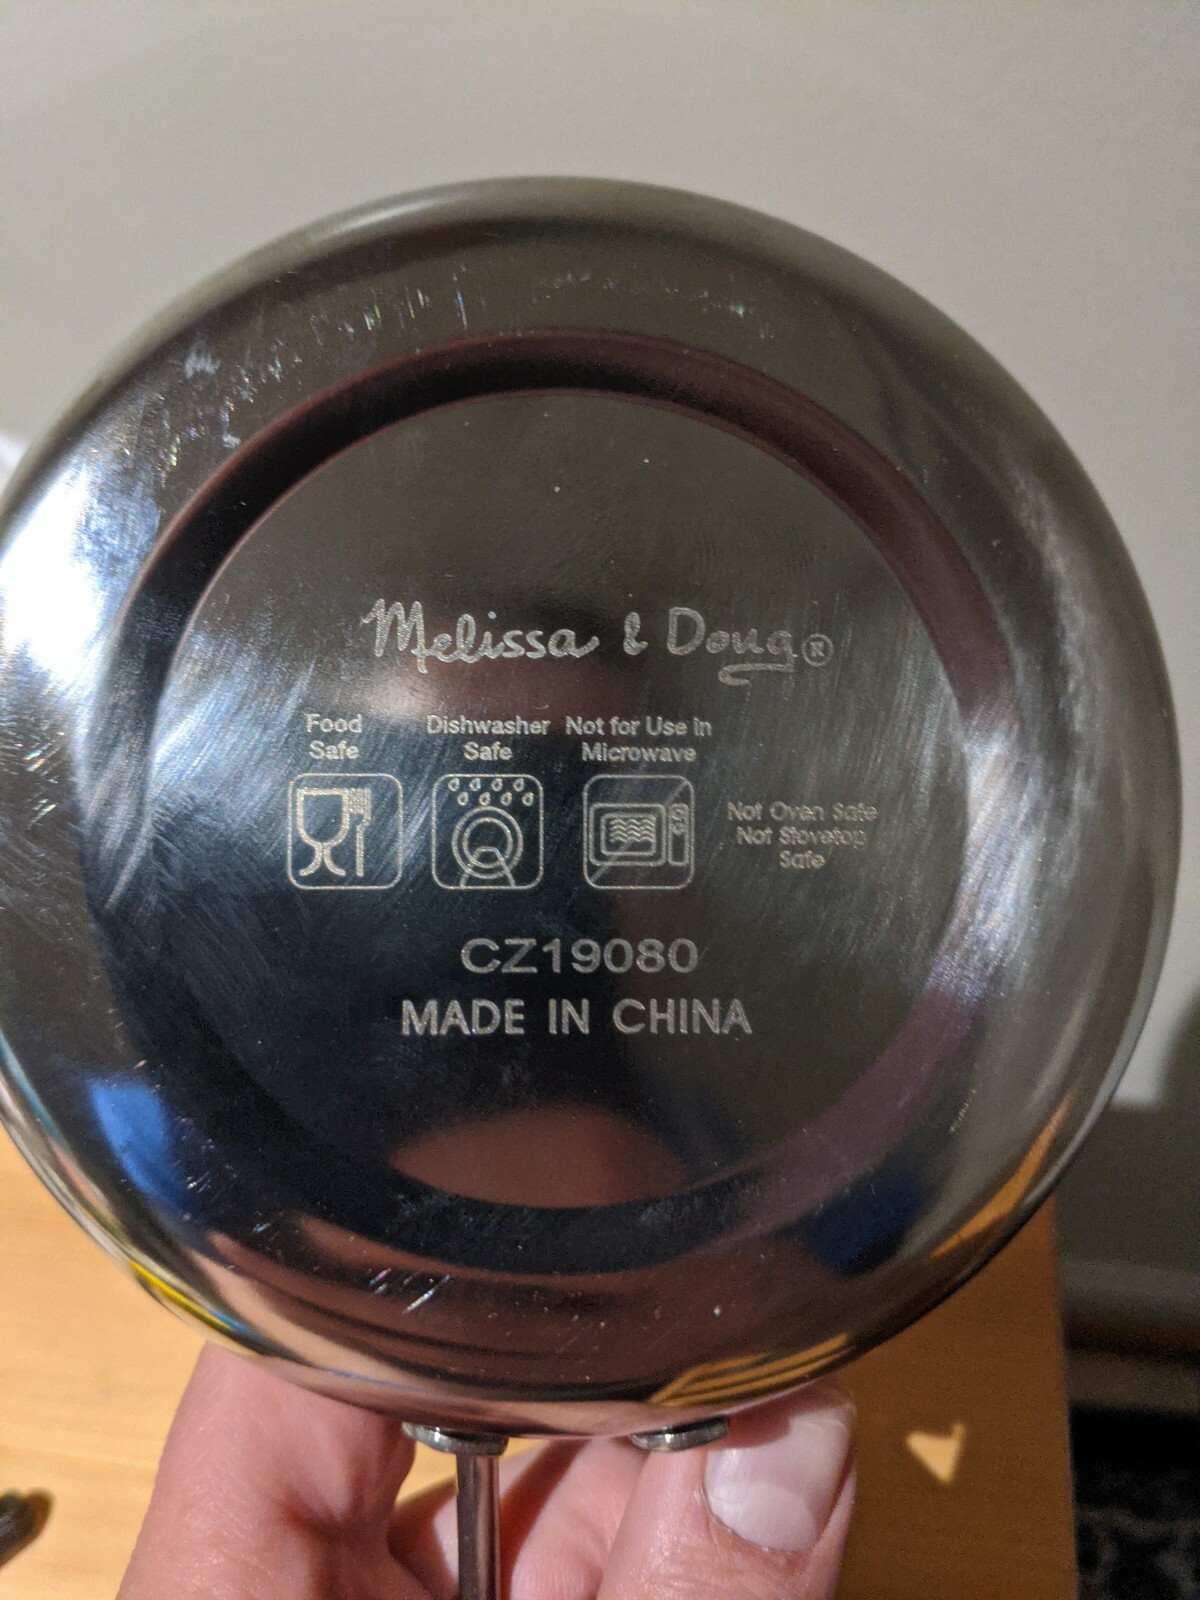 Melissa & Doug®
Food Safe
Dishwasher Safe
Not for Use in Microwave
Not Oven Safe
Not Stovetop
Safe
CZ19080
MADE IN CHINA